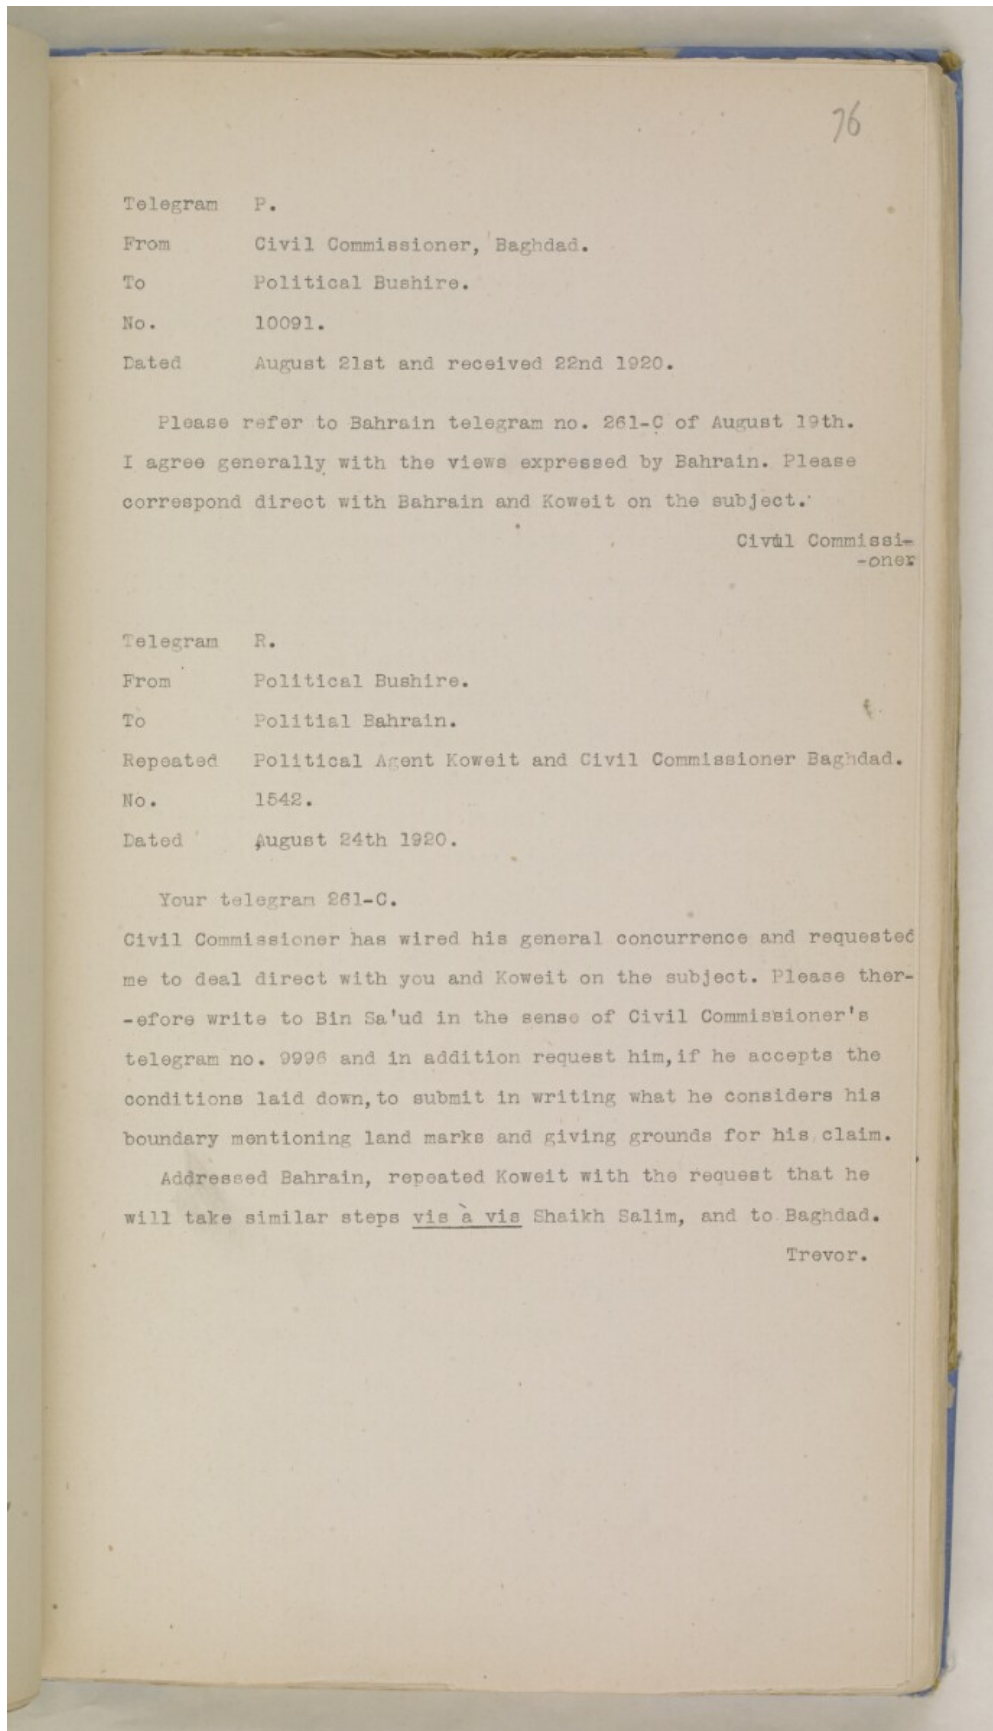 76
Telegram P.
From Civil Commissioner, Baghdad.
To Political Bushire.
No. 10091.
Dated August 21st and received 22nd 1920.
Please refer to Bahrain telegram no. 261-C of August 19th.
I agree generally with the views expressed by Bahrain. Please
correspond direct with Bahrain and Koweit on the subject.
Civil Commissi-
-oner
Telegram R.
From Political Bushire.
To Politial Bahrain.
Repeated Political Agent Koweit and Civil Commissioner Baghdad.
No. 1542.
Dated August 24th 1920.
Your telegram 261-C.
Civil Commissioner has wired his general concurrence and requested
me to deal direct with you and Koweit on the subject. Please ther-
-efore write to Bin Sa'ud in the sense of Civil Commissioner's
telegram no. 9996 and in addition request him, if he accepts the
conditions laid down, to submit in writing what he considers his
boundary mentioning land marks and giving grounds for his claim.
Addressed Bahrain, repeated Koweit with the request that he
will take similar steps vis à vis Shaikh Salim, and to Baghdad.
Trevor.